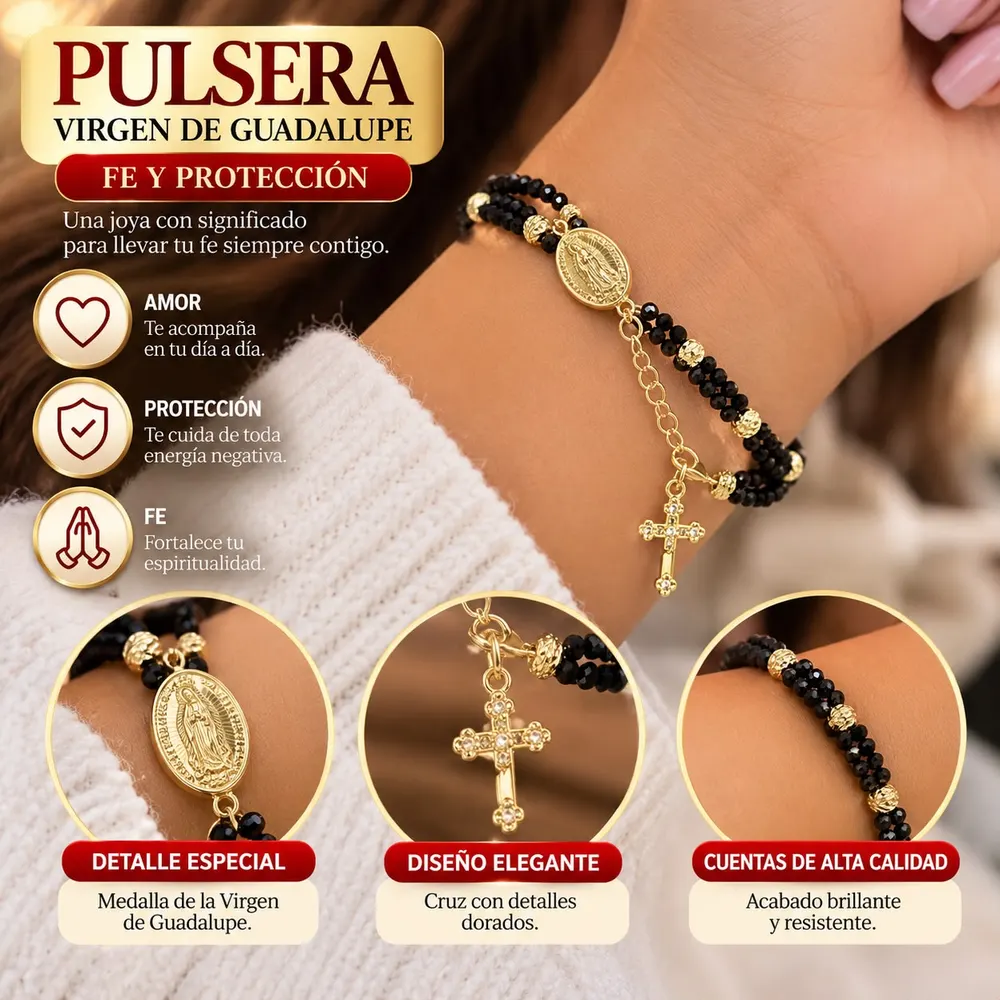 PULSERA
VIRGEN DE GUADALUPE
FE Y PROTECCIÓN
Una joya con significado
para llevar tu fe siempre contigo.
AMOR
Te acompaña
en tu día a día.
PROTECCIÓN
Te cuida de toda
energía negativa.
FE
Fortalece tu
espiritualidad.
DETALLE ESPECIAL
Medalla de la Virgen
de Guadalupe.
DISEÑO ELEGANTE
Cruz con detalles
dorados.
CUENTAS DE ALTA CALIDAD
Acabado brillante
y resistente.